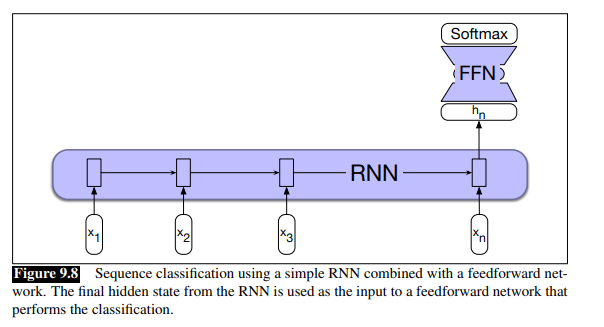 Softmax
FFN
hn
RNN
x1 x2 x3 xn
Figure 9.8 Sequence classification using a simple RNN combined with a feedforward net-
work. The final hidden state from the RNN is used as the input to a feedforward network that
performs the classification.